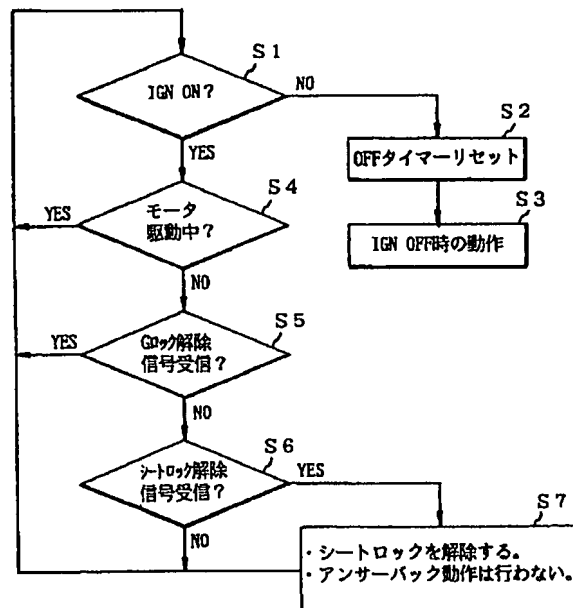 S1
IGN ON?
NO
YES
S2
OFFタイマーリセット
S3
IGN OFF時の動作
S4
モータ
駆動中?
YES
NO
S5
Gロック解除
信号受信?
YES
NO
S6
シートロック解除
信号受信?
YES
NO
S7
・シートロックを解除する。
・アンサーバック動作は行わない。